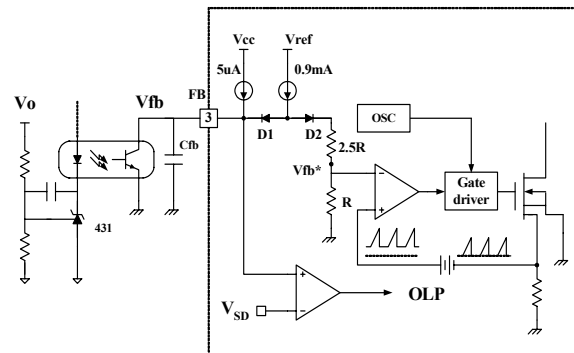 Vcc Vref
5uA 0.9mA
Vo Vfb FB
3
OSC
D1 D2
Cfb
2.5R
Vfb*
R
Gate
driver
431
OLP
VSD